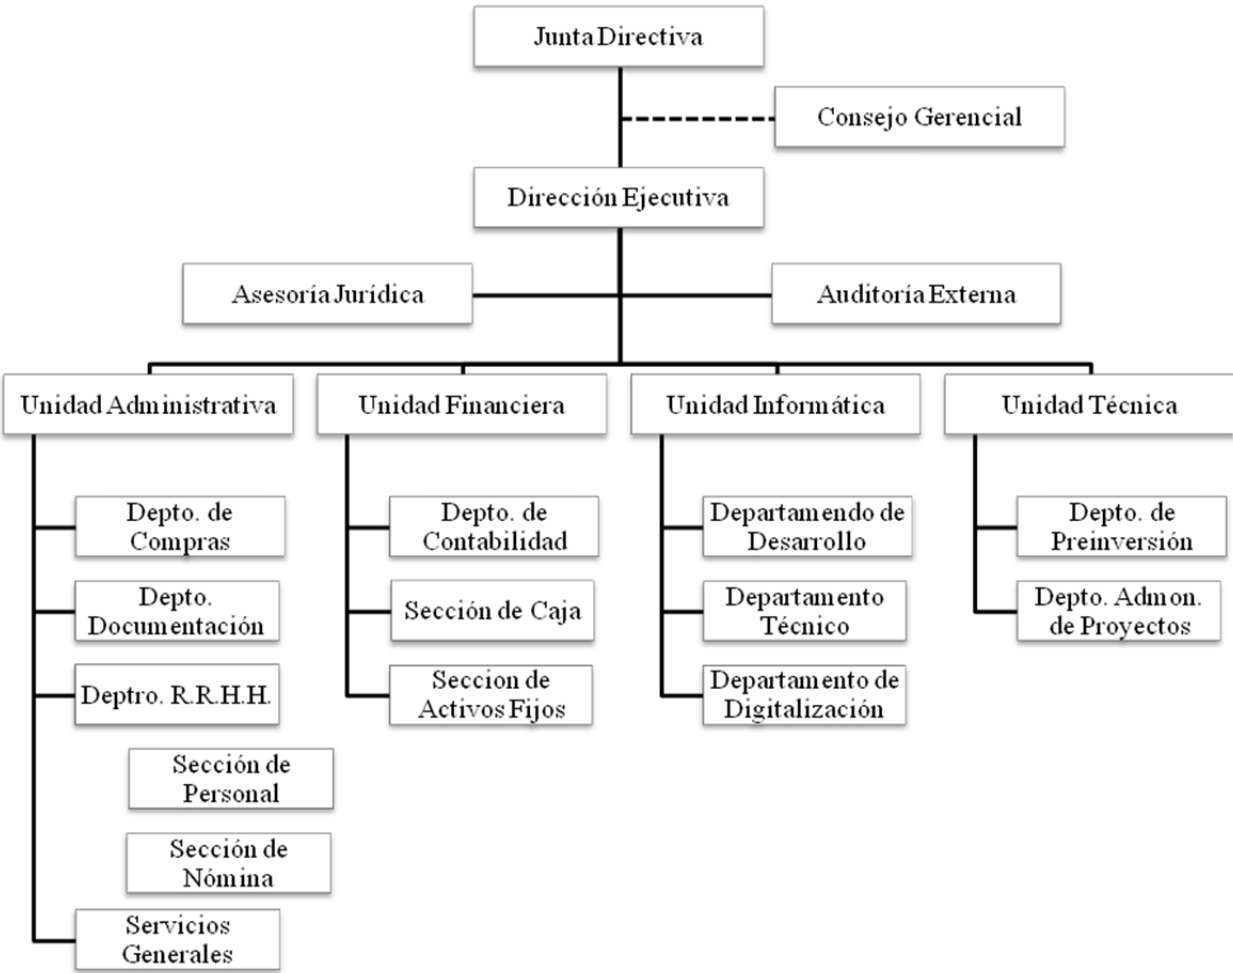 Junta Directiva
Consejo Gerencial
Dirección Ejecutiva
Asesoría Jurídica
Auditoría Externa
Unidad Administrativa
Unidad Financiera
Unidad Informática
Unidad Técnica
Depto. de
Compras
Depto.
Documentación
Deptro. R.R.H.H.
Sección de
Personal
Sección de
Nómina
Servicios
Generales
Depto. de
Contabilidad
Sección de Caja
Seccion de
Activos Fijos
Departamendo de
Desarrollo
Departamento
Técnico
Departamento de
Digitalización
Depto. de
Preinversión
Depto. Admon.
de Proyectos